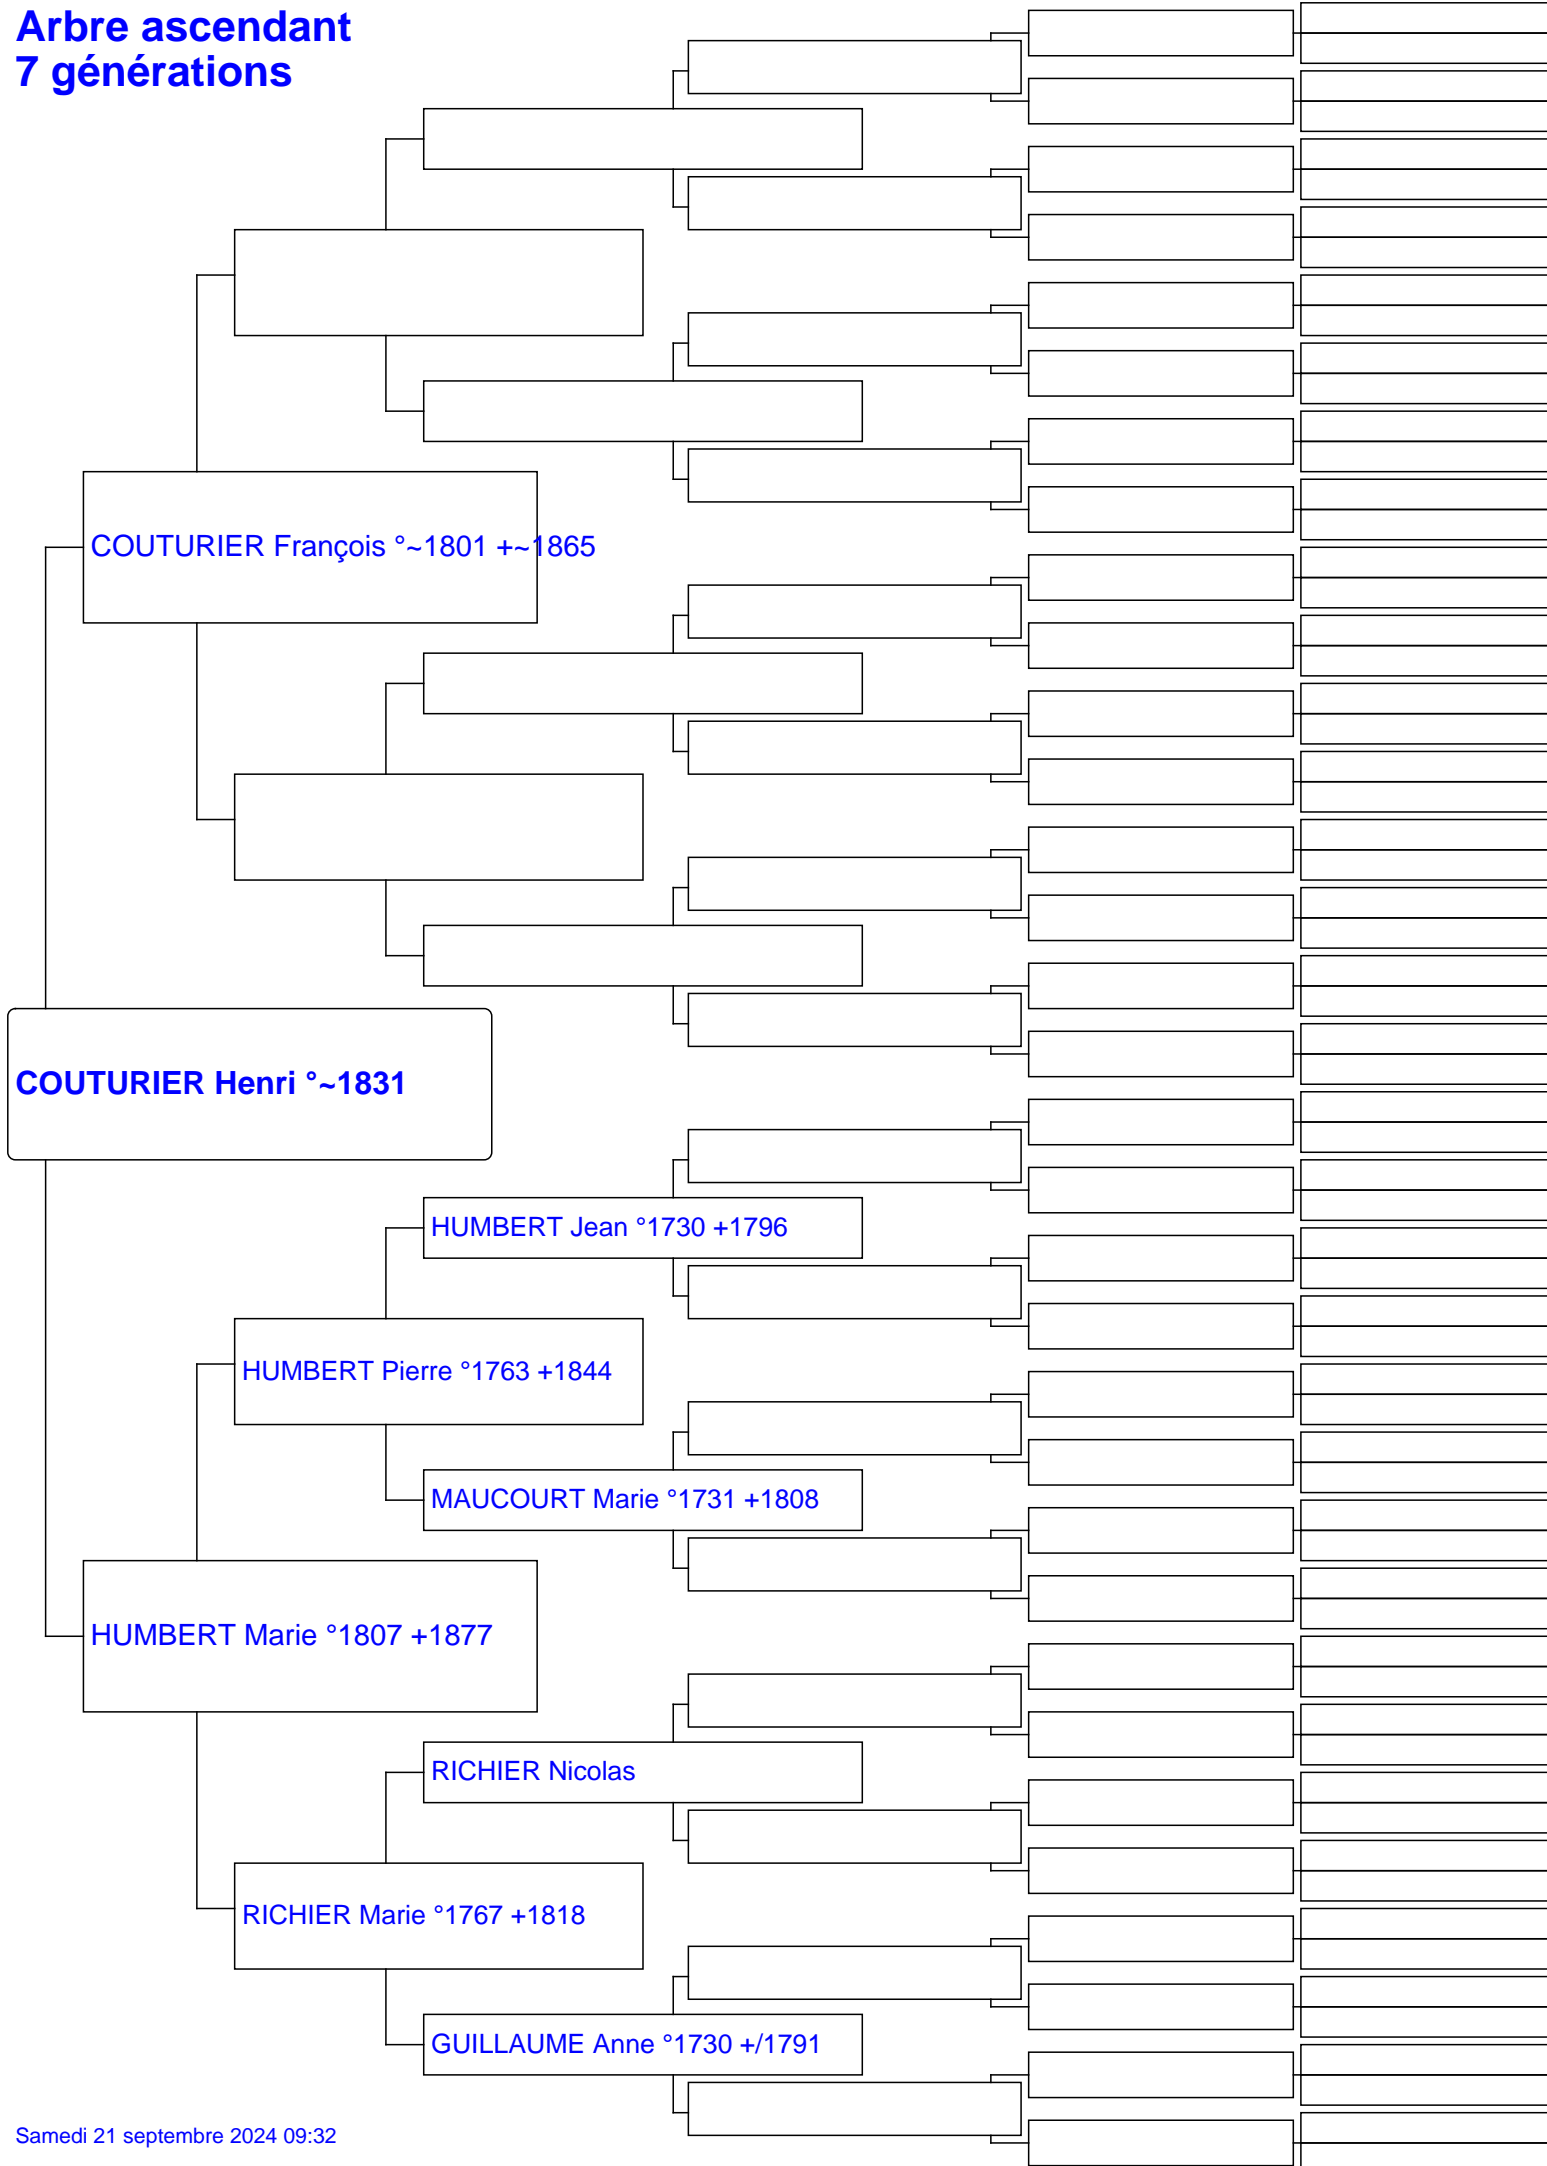 Arbre ascendant
7 générations
COUTURIER François °~1801 +~1865
COUTURIER Henri °~1831
HUMBERT Jean °1730 +1796
HUMBERT Pierre °1763 +1844
MAUCOURT Marie °1731 +1808
HUMBERT Marie °1807 +1877
RICHIER Nicolas
RICHIER Marie °1767 +1818
GUILLAUME Anne °1730 +/1791
Samedi 21 septembre 2024 09:32